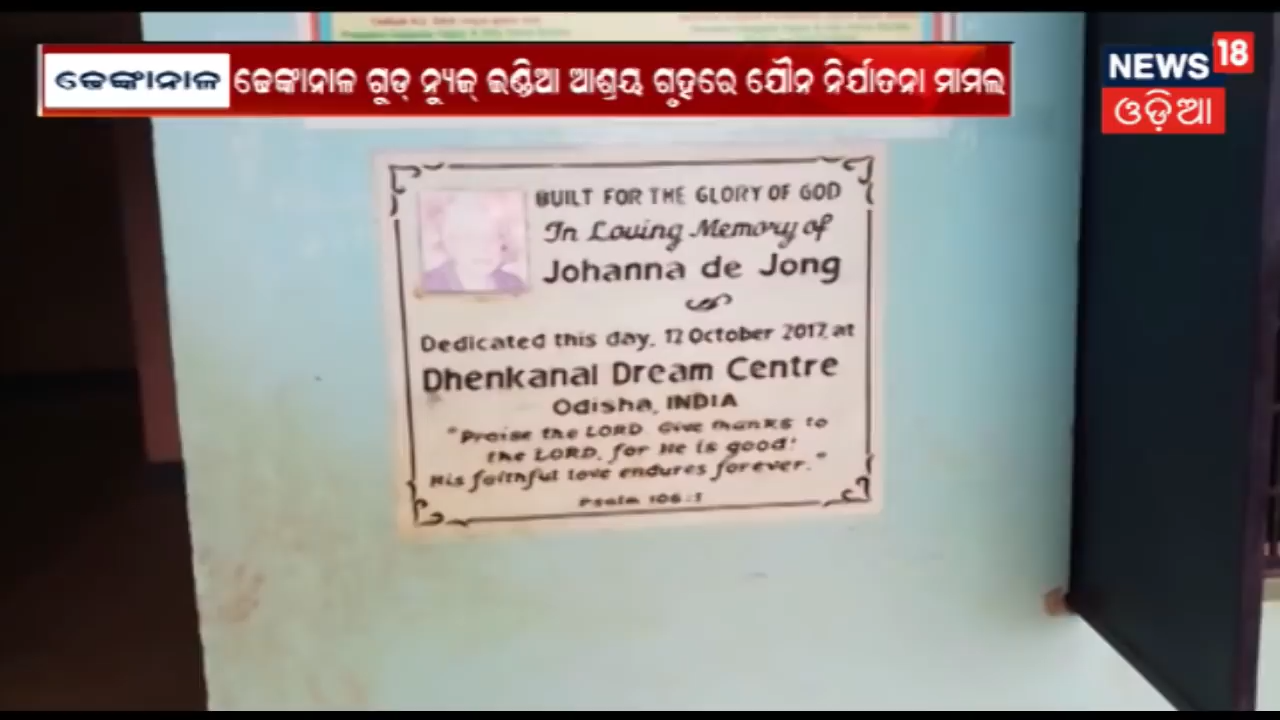 ଢେଙ୍କାନାଳ
ଢେଙ୍କାନାଳ ଗୁଡ୍ ନ୍ୟୁଜ୍ ଇଣ୍ଡିଆ ଆଶ୍ରୟ ଗୃହରେ ଯୌନ ନିର୍ଯାତନା ମାମଲା
NEWS 18
ଓଡ଼ିଆ
BUILT FOR THE GLORY OF GOD
In Loving Memory of
Johanna de Jong
Dedicated this day, 12 October 2017, at
Dhenkanal Dream Centre
Odisha, INDIA
"Praise the LORD Give thanks to
the LORD, for He is good!
His faithful love endures forever."
Psalm 106:1